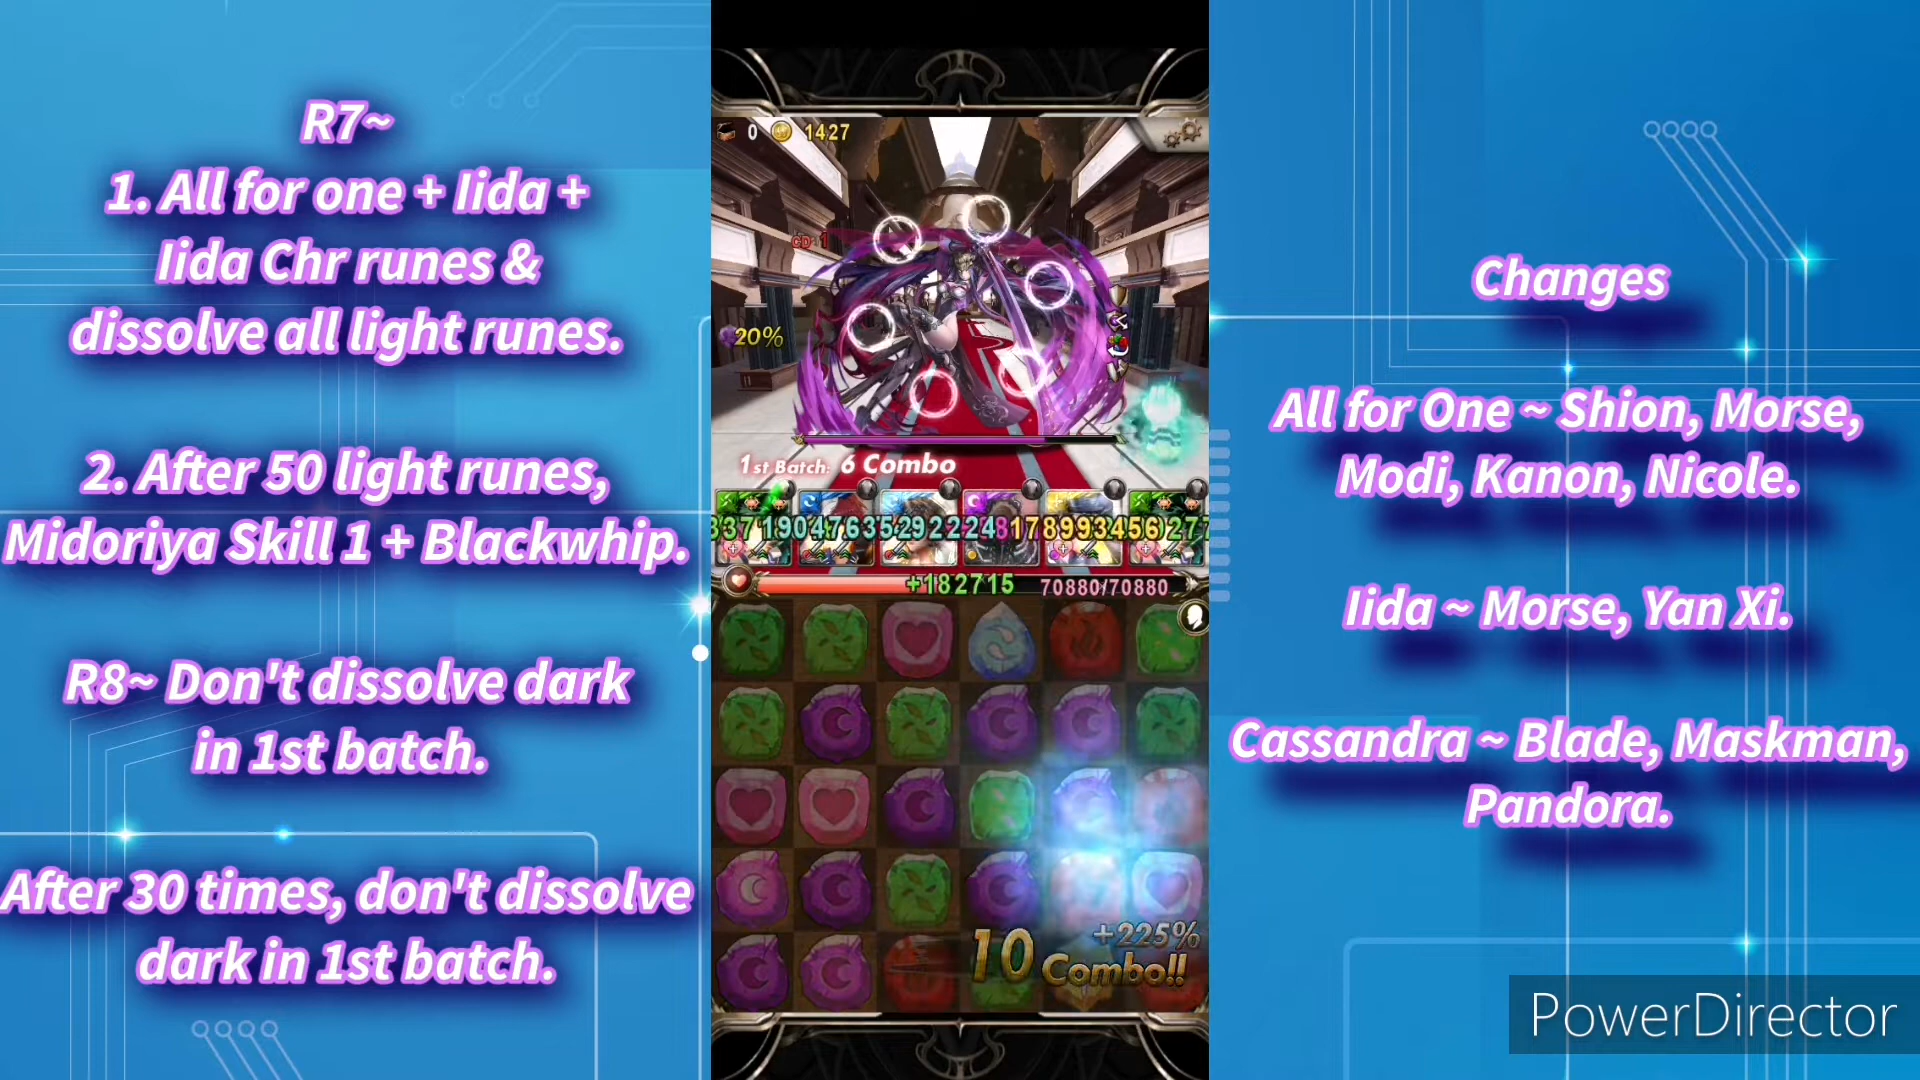 R7~
1. All for one + Iida +
Iida Chr runes &
dissolve all light runes.
2. After 50 light runes,
Midoriya Skill 1 + Blackwhip.
R8~ Don't dissolve dark
in 1st batch.
After 30 times, don't dissolve
dark in 1st batch.
0 1427
CD 1
20%
1st Batch: 6 Combo
+182715 70880/70880
+225%
10 Combo!!
Changes
All for One ~ Shion, Morse,
Modi, Kanon, Nicole.
Iida ~ Morse, Yan Xi.
Cassandra ~ Blade, Maskman,
Pandora.
PowerDirector